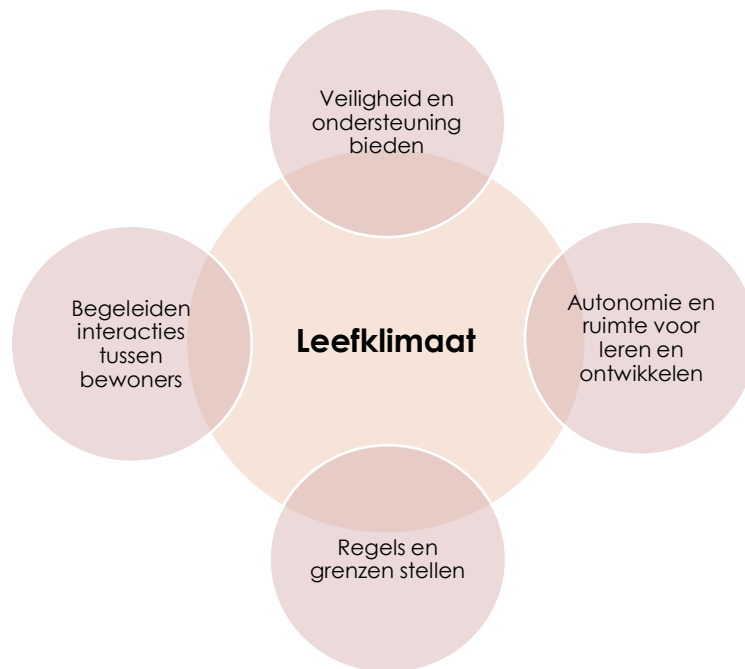 Veiligheid en
ondersteuning
bieden
Begeleiden
interacties
tussen
bewoners
Leefklimaat
Autonomie en
ruimte voor
leren en
ontwikkelen
Regels en
grenzen stellen